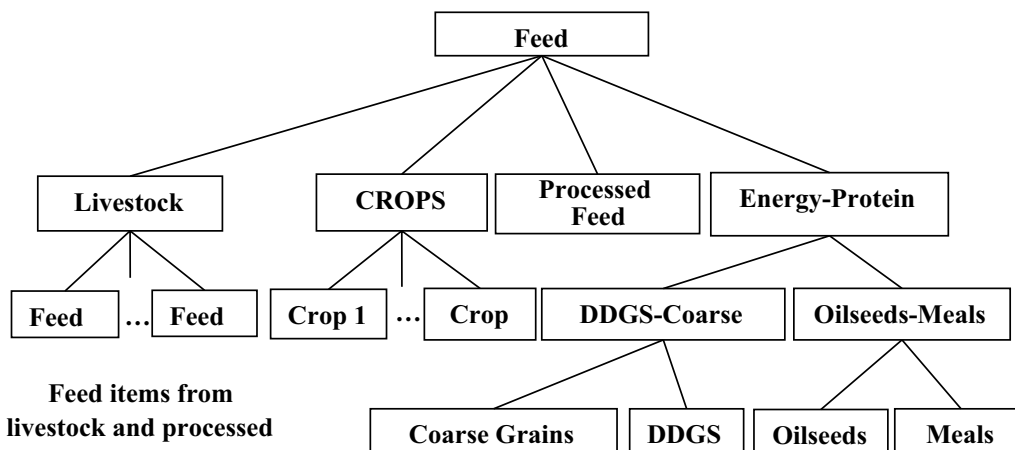 Feed
Livestock
CROPS
Processed
Feed
Energy-Protein
Feed
...
Feed
Crop 1
...
Crop
DDGS-Coarse
Oilseeds-Meals
Feed items from
livestock and processed
Coarse Grains
DDGS
Oilseeds
Meals